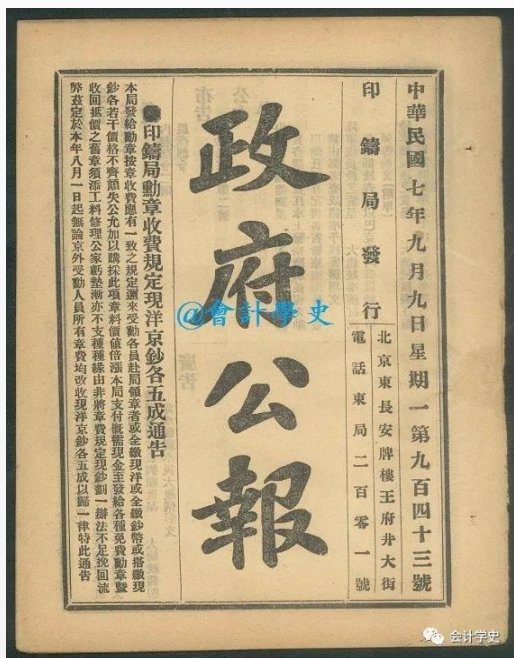 中華民國七年九月九日星期一第九百四十三號
印鑄局發行
北京東長安牌樓王府井大街
電話東局二百零一號
政府公報
印鑄局勳章收費規定現洋京鈔各五成通告
本局發給勳章按章收費應有一致之規定邇來受勳各員赴局領章者或全繳現洋或全繳鈔幣或搭繳現
鈔各若干價格不齊頗失公允加以購採此項章料價值倍漲本局支付概需現金至發給各種免費勳章暨
收回抵價之舊章須添工料修理公家虧墊漸亦不支種種緣由非將章費規定現鈔劃一辦法不足挽回流
弊茲定於本年八月一日起無論京外受勳人員所有章費均改收現洋京鈔各五成以歸一律特此通告
@會計學史
会计学史